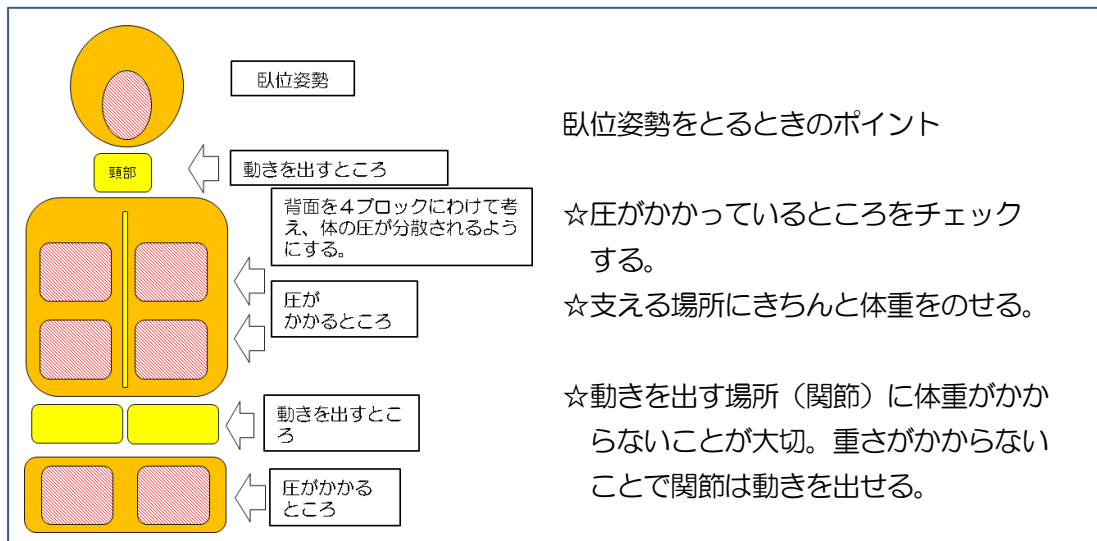 臥位姿勢
頸部
動きを出すところ
背面を4ブロックにわけて考
え、体の圧が分散されるよう
にする。
圧が
かかるところ
動きを出すとこ
ろ
圧がかかる
ところ
臥位姿勢をとるときのポイント
☆圧がかかっているところをチェック
する。
☆支える場所にきちんと体重をのせる。
☆動きを出す場所（関節）に体重がかか
らないことが大切。重さがかからない
ことで関節は動きを出せる。